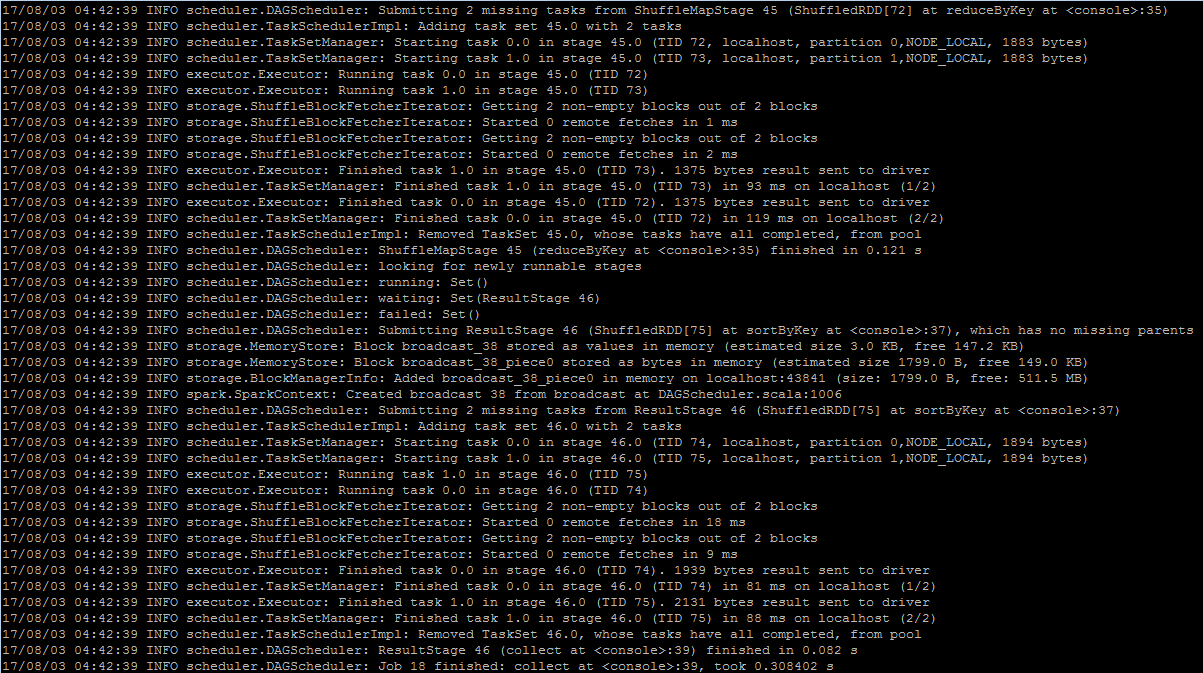 17/08/03 04:42:39 INFO scheduler.DAGScheduler: Submitting 2 missing tasks from ShuffleMapStage 45 (ShuffledRDD[72] at reduceByKey at <console>:35)
17/08/03 04:42:39 INFO scheduler.TaskSchedulerImpl: Adding task set 45.0 with 2 tasks
17/08/03 04:42:39 INFO scheduler.TaskSetManager: Starting task 0.0 in stage 45.0 (TID 72, localhost, partition 0,NODE_LOCAL, 1883 bytes)
17/08/03 04:42:39 INFO scheduler.TaskSetManager: Starting task 1.0 in stage 45.0 (TID 73, localhost, partition 1,NODE_LOCAL, 1883 bytes)
17/08/03 04:42:39 INFO executor.Executor: Running task 0.0 in stage 45.0 (TID 72)
17/08/03 04:42:39 INFO executor.Executor: Running task 1.0 in stage 45.0 (TID 73)
17/08/03 04:42:39 INFO storage.ShuffleBlockFetcherIterator: Getting 2 non-empty blocks out of 2 blocks
17/08/03 04:42:39 INFO storage.ShuffleBlockFetcherIterator: Started 0 remote fetches in 1 ms
17/08/03 04:42:39 INFO storage.ShuffleBlockFetcherIterator: Getting 2 non-empty blocks out of 2 blocks
17/08/03 04:42:39 INFO storage.ShuffleBlockFetcherIterator: Started 0 remote fetches in 2 ms
17/08/03 04:42:39 INFO executor.Executor: Finished task 1.0 in stage 45.0 (TID 73). 1375 bytes result sent to driver
17/08/03 04:42:39 INFO scheduler.TaskSetManager: Finished task 1.0 in stage 45.0 (TID 73) in 93 ms on localhost (1/2)
17/08/03 04:42:39 INFO executor.Executor: Finished task 0.0 in stage 45.0 (TID 72). 1375 bytes result sent to driver
17/08/03 04:42:39 INFO scheduler.TaskSetManager: Finished task 0.0 in stage 45.0 (TID 72) in 119 ms on localhost (2/2)
17/08/03 04:42:39 INFO scheduler.TaskSchedulerImpl: Removed TaskSet 45.0, whose tasks have all completed, from pool
17/08/03 04:42:39 INFO scheduler.DAGScheduler: ShuffleMapStage 45 (reduceByKey at <console>:35) finished in 0.121 s
17/08/03 04:42:39 INFO scheduler.DAGScheduler: looking for newly runnable stages
17/08/03 04:42:39 INFO scheduler.DAGScheduler: running: Set()
17/08/03 04:42:39 INFO scheduler.DAGScheduler: waiting: Set(ResultStage 46)
17/08/03 04:42:39 INFO scheduler.DAGScheduler: failed: Set()
17/08/03 04:42:39 INFO scheduler.DAGScheduler: Submitting ResultStage 46 (ShuffledRDD[75] at sortByKey at <console>:37), which has no missing parents
17/08/03 04:42:39 INFO storage.MemoryStore: Block broadcast_38 stored as values in memory (estimated size 3.0 KB, free 147.2 KB)
17/08/03 04:42:39 INFO storage.MemoryStore: Block broadcast_38_piece0 stored as bytes in memory (estimated size 1799.0 B, free 149.0 KB)
17/08/03 04:42:39 INFO storage.BlockManagerInfo: Added broadcast_38_piece0 in memory on localhost:43841 (size: 1799.0 B, free: 511.5 MB)
17/08/03 04:42:39 INFO spark.SparkContext: Created broadcast 38 from broadcast at DAGScheduler.scala:1006
17/08/03 04:42:39 INFO scheduler.DAGScheduler: Submitting 2 missing tasks from ResultStage 46 (ShuffledRDD[75] at sortByKey at <console>:37)
17/08/03 04:42:39 INFO scheduler.TaskSchedulerImpl: Adding task set 46.0 with 2 tasks
17/08/03 04:42:39 INFO scheduler.TaskSetManager: Starting task 0.0 in stage 46.0 (TID 74, localhost, partition 0,NODE_LOCAL, 1894 bytes)
17/08/03 04:42:39 INFO scheduler.TaskSetManager: Starting task 1.0 in stage 46.0 (TID 75, localhost, partition 1,NODE_LOCAL, 1894 bytes)
17/08/03 04:42:39 INFO executor.Executor: Running task 1.0 in stage 46.0 (TID 75)
17/08/03 04:42:39 INFO executor.Executor: Running task 0.0 in stage 46.0 (TID 74)
17/08/03 04:42:39 INFO storage.ShuffleBlockFetcherIterator: Getting 2 non-empty blocks out of 2 blocks
17/08/03 04:42:39 INFO storage.ShuffleBlockFetcherIterator: Started 0 remote fetches in 18 ms
17/08/03 04:42:39 INFO storage.ShuffleBlockFetcherIterator: Getting 2 non-empty blocks out of 2 blocks
17/08/03 04:42:39 INFO storage.ShuffleBlockFetcherIterator: Started 0 remote fetches in 9 ms
17/08/03 04:42:39 INFO executor.Executor: Finished task 0.0 in stage 46.0 (TID 74). 1939 bytes result sent to driver
17/08/03 04:42:39 INFO scheduler.TaskSetManager: Finished task 0.0 in stage 46.0 (TID 74) in 81 ms on localhost (1/2)
17/08/03 04:42:39 INFO executor.Executor: Finished task 1.0 in stage 46.0 (TID 75). 2131 bytes result sent to driver
17/08/03 04:42:39 INFO scheduler.TaskSetManager: Finished task 1.0 in stage 46.0 (TID 75) in 88 ms on localhost (2/2)
17/08/03 04:42:39 INFO scheduler.TaskSchedulerImpl: Removed TaskSet 46.0, whose tasks have all completed, from pool
17/08/03 04:42:39 INFO scheduler.DAGScheduler: ResultStage 46 (collect at <console>:39) finished in 0.082 s
17/08/03 04:42:39 INFO scheduler.DAGScheduler: Job 18 finished: collect at <console>:39, took 0.308402 s